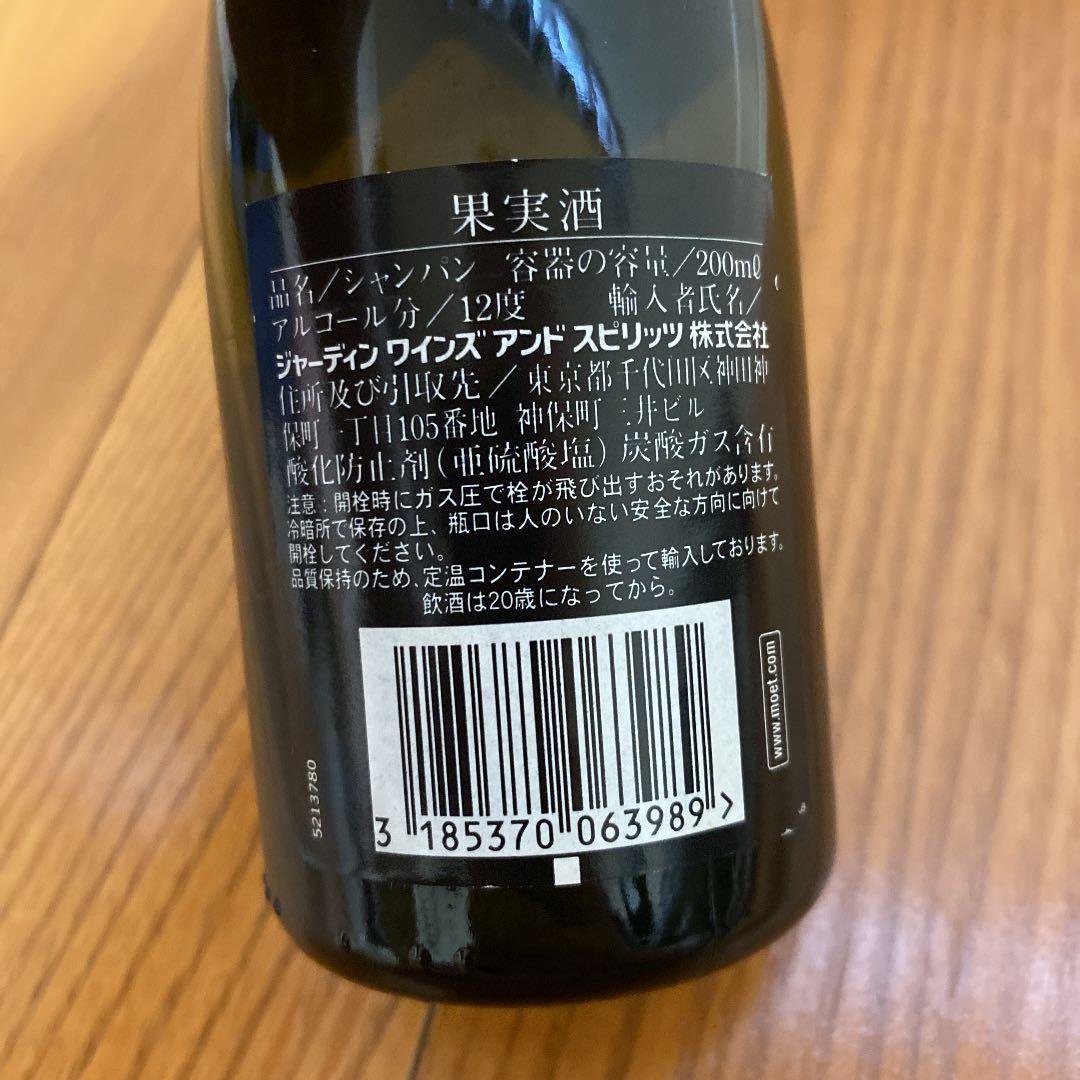 果実酒
品名/シャンパン 容器の容量/200mℓ
アルコール分/12度 輸入者氏名/
ジャーディン ワインズ アンド スピリッツ 株式会社
住所及び引取先/東京都千代田区神田神
保町一丁目105番地 神保町三井ビル
酸化防止剤(亜硫酸塩)炭酸ガス含有
注意:開栓時にガス圧で栓が飛び出すおそれがあります。
冷暗所で保存の上、瓶口は人のいない安全な方向に向けて
開栓してください。
品質保持のため、定温コンテナーを使って輸入しております。
飲酒は20歳になってから。
www.moet.com
5213780
3 185370 063989 >